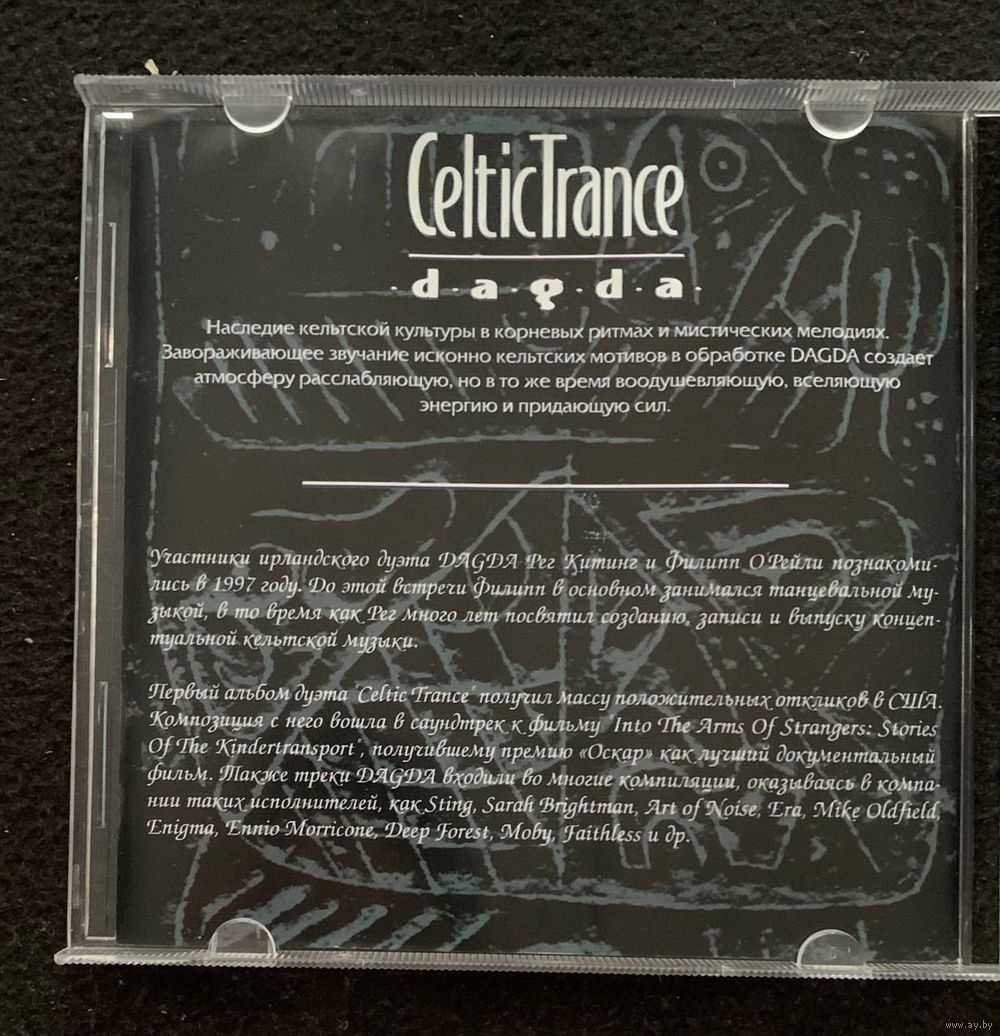 CelticTrance
·d·a·g·d·a·
Наследие кельтской культуры в корневых ритмах и мистических мелодиях.
Завораживающее звучание исконно кельтских мотивов в обработке DAGDA создает
атмосферу расслабляющую, но в то же время воодушевляющую, вселяющую
энергию и придающую сил.
Участники ирландского дуэта DAGDA Рег Китинг и Филипп О'Рейли познакоми-
лись в 1997 году. До этой встречи Филипп в основном занимался танцевальной му-
зыкой, в то время как Рег много лет посвятил созданию, записи и выпуску концеп-
туальной кельтской музыки.
Первый альбом дуэта "Celtic Trance" получил массу положительных откликов в США.
Композиция с него вошла в саундтрек к фильму "Into The Arms Of Strangers: Stories
Of The Kindertransport", получившему премию «Оскар» как лучший документальный
фильм. Также треки DAGDA входили во многие компиляции, оказываясь в компа-
нии таких исполнителей, как Sting, Sarah Brightman, Art of Noise, Era, Mike Oldfield,
Enigma, Ennio Morricone, Deep Forest, Moby, Faithless и др.
www.ay.by